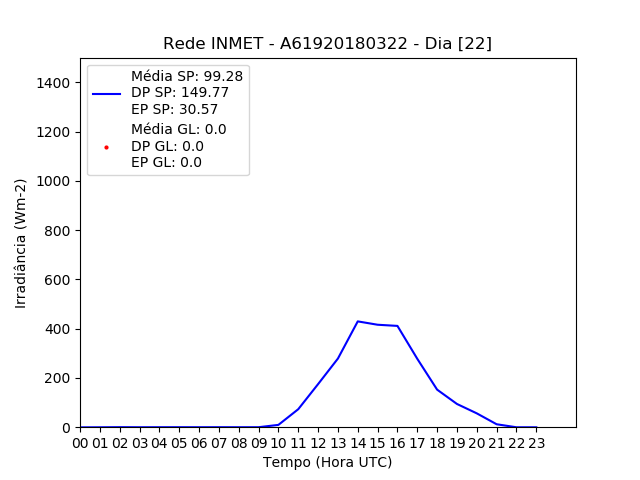 Rede INMET - A61920180322 - Dia [22]
Média SP: 99.28
DP SP: 149.77
EP SP: 30.57
Média GL: 0.0
DP GL: 0.0
EP GL: 0.0
1400
1200
1000
800
600
400
200
0
Irradiância (Wm-2)
00 01 02 03 04 05 06 07 08 09 10 11 12 13 14 15 16 17 18 19 20 21 22 23
Tempo (Hora UTC)